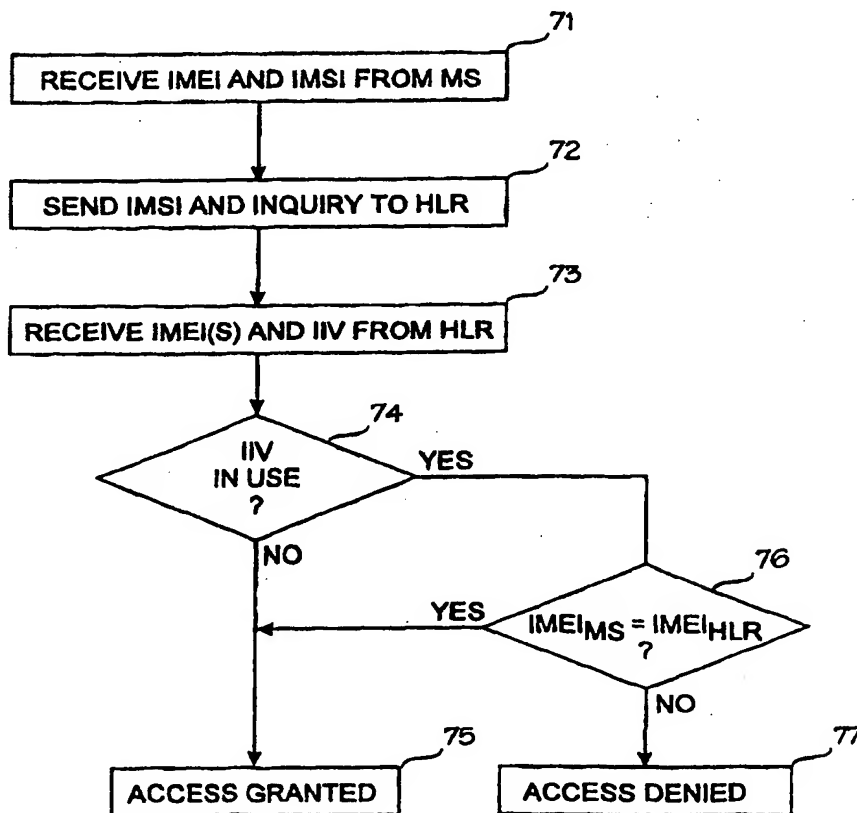 71
RECEIVE IMEI AND IMSI FROM MS
72
SEND IMSI AND INQUIRY TO HLR
73
RECEIVE IMEI(S) AND IIV FROM HLR
74
IIV
IN USE
?
YES
NO
76
YES
IMEIMS = IMEIHLR
?
NO
75
ACCESS GRANTED
77
ACCESS DENIED